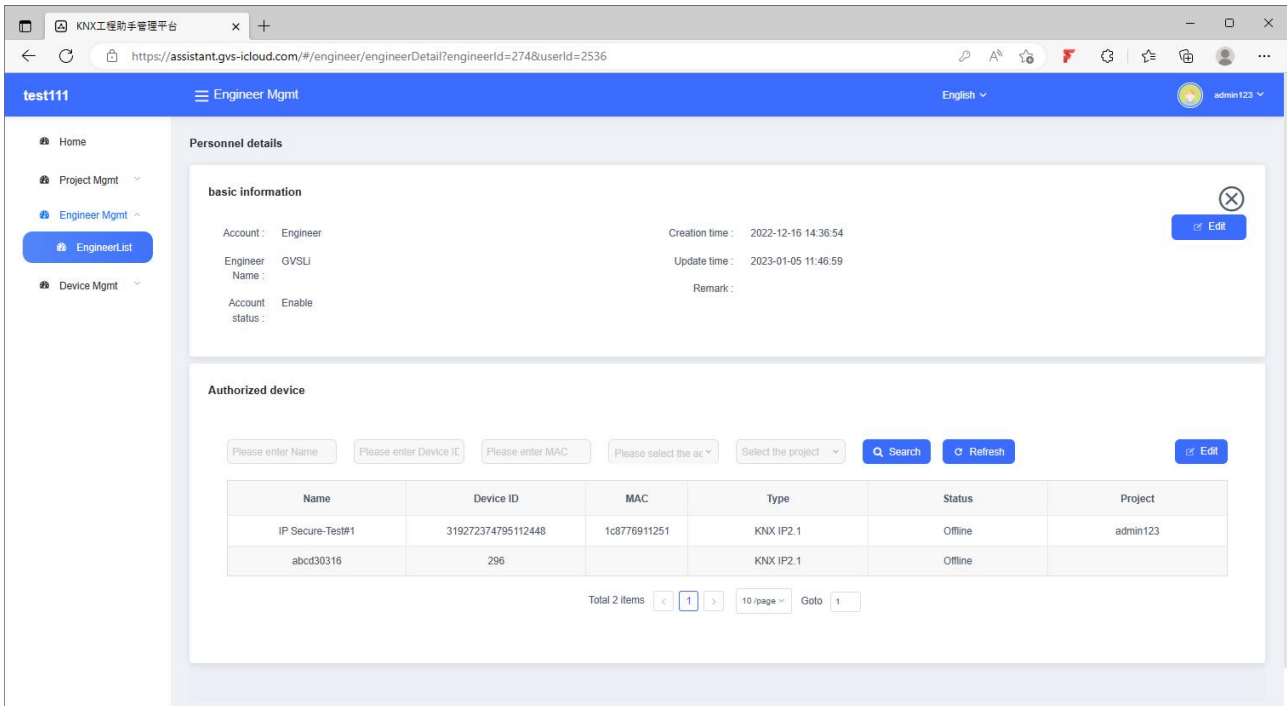 KNX工程助手管理平台
https://assistant.gvs-icloud.com/#/engineer/engineerDetail?engineerId=274&userId=2536
test111
Engineer Mgmt
English
admin123
Home
Project Mgmt
Engineer Mgmt
EngineerList
Device Mgmt
Personnel details
basic information
Edit
Account : Engineer
Creation time : 2022-12-16 14:36:54
Engineer Name : GVSLi
Update time : 2023-01-05 11:46:59
Remark :
Account status : Enable
Authorized device
Please enter Name
Please enter Device ID
Please enter MAC
Please select the ac
Select the project
Search
Refresh
Edit
Name Device ID MAC Type Status Project
IP Secure-Test#1 319272374795112448 1c8776911251 KNX IP2.1 Offline admin123
abcd30316 296 KNX IP2.1 Offline
Total 2 items < 1 > 10 /page Goto 1